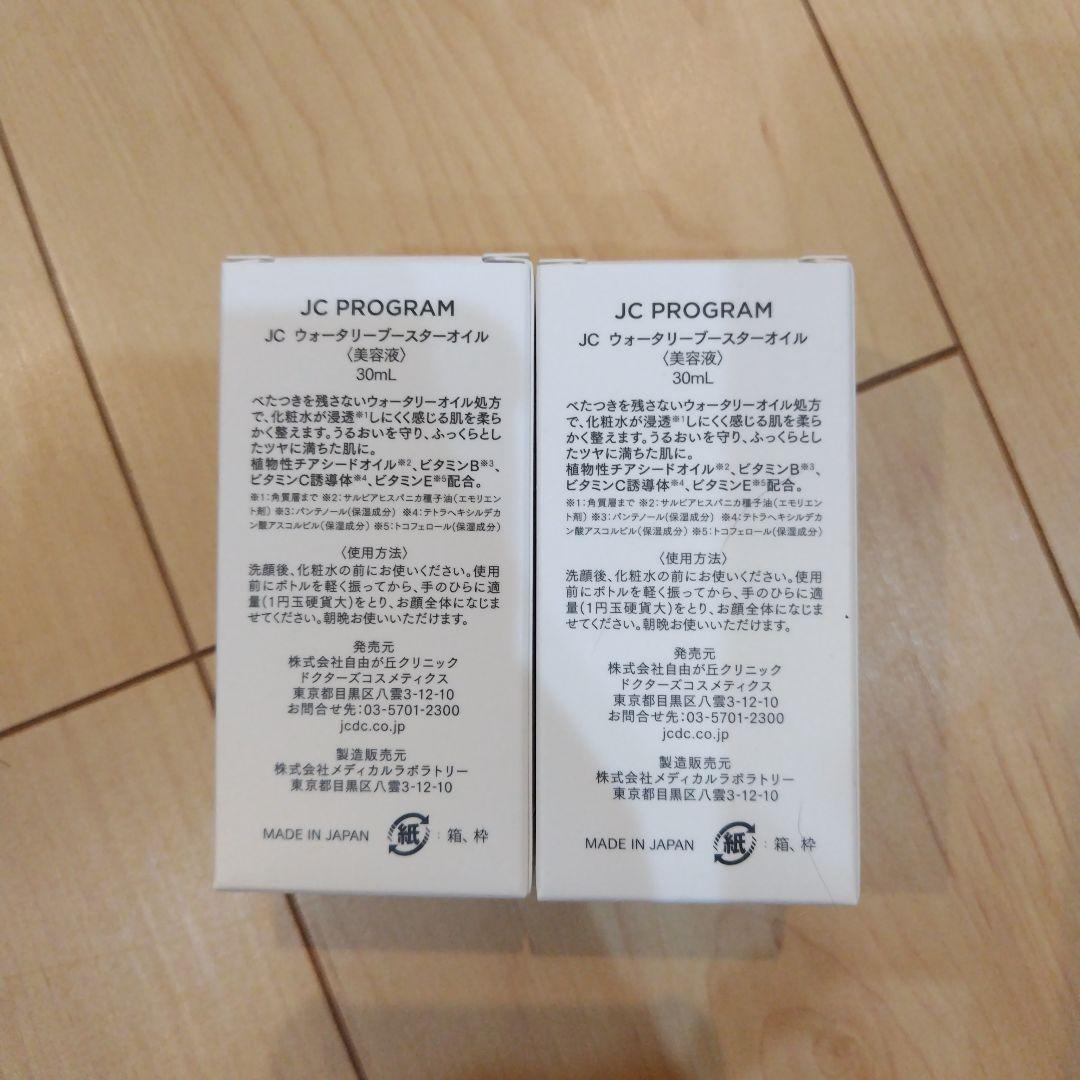 JC PROGRAM
JC ウォータリーブースターオイル
〈美容液〉
30mL
べたつきを残さないウォータリーオイル処方
で、化粧水が浸透※1しにくく感じる肌を柔ら
かく整えます。うるおいを守り、ふっくらとし
たツヤに満ちた肌に。
植物性チアシードオイル※2、ビタミンB※3、
ビタミンC誘導体※4、ビタミンE※5配合。
※1:角質層まで ※2:サルビアヒスパニカ種子油(エモリエント
剤) ※3:パンテノール(保湿成分) ※4:テトラヘキシルデカ
ン酸アスコルビル(保湿成分) ※5:トコフェロール(保湿成分)
〈使用方法〉
洗顔後、化粧水の前にお使いください。使用
前にボトルを軽く振ってから、手のひらに適
量(1円玉硬貨大)をとり、お顔全体になじま
せてください。朝晩お使いいただけます。
発売元
株式会社自由が丘クリニック
ドクターズコスメティクス
東京都目黒区八雲3-12-10
お問合せ先:03-5701-2300
jcdc.co.jp
製造販売元
株式会社メディカルラボラトリー
東京都目黒区八雲3-12-10
MADE IN JAPAN 紙 : 箱、枠
JC PROGRAM
JC ウォータリーブースターオイル
〈美容液〉
30mL
べたつきを残さないウォータリーオイル処方
で、化粧水が浸透※1しにくく感じる肌を柔ら
かく整えます。うるおいを守り、ふっくらとし
たツヤに満ちた肌に。
植物性チアシードオイル※2、ビタミンB※3、
ビタミンC誘導体※4、ビタミンE※5配合。
※1:角質層まで ※2:サルビアヒスパニカ種子油(エモリエント
剤) ※3:パンテノール(保湿成分) ※4:テトラヘキシルデカ
ン酸アスコルビル(保湿成分) ※5:トコフェロール(保湿成分)
〈使用方法〉
洗顔後、化粧水の前にお使いください。使用
前にボトルを軽く振ってから、手のひらに適
量(1円玉硬貨大)をとり、お顔全体になじま
せてください。朝晩お使いいただけます。
発売元
株式会社自由が丘クリニック
ドクターズコスメティクス
東京都目黒区八雲3-12-10
お問合せ先:03-5701-2300
jcdc.co.jp
製造販売元
株式会社メディカルラボラトリー
東京都目黒区八雲3-12-10
MADE IN JAPAN 紙 : 箱、枠